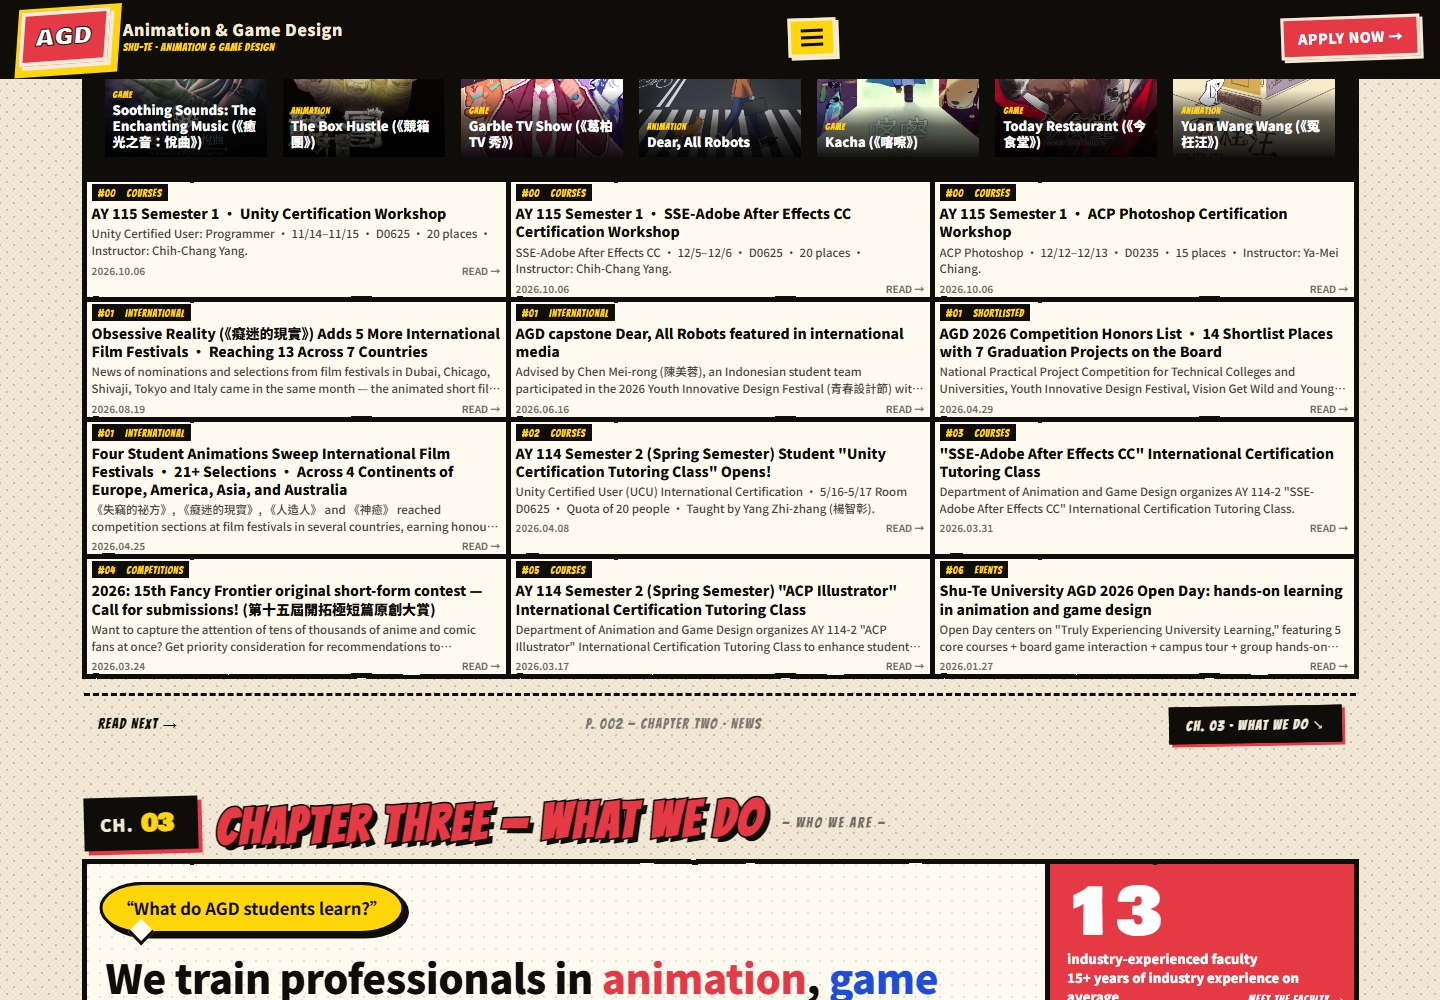 AGD
Animation & Game Design
SHU-TE · ANIMATION & GAME DESIGN
APPLY NOW →
GAME
Soothing Sounds: The
Enchanting Music (《癒
光之音：悅曲》)
ANIMATION
The Box Hustle (《競箱
團》)
GAME
Garble TV Show (《葛柏
TV 秀》)
ANIMATION
Dear, All Robots
GAME
Kacha (《喀嚓》)
GAME
Today Restaurant (《今
食堂》)
ANIMATION
Yuan Wang Wang (《冤
枉汪》)
#00 COURSES
AY 115 Semester 1 · Unity Certification Workshop
Unity Certified User: Programmer · 11/14–11/15 · D0625 · 20 places ·
Instructor: Chih-Chang Yang.
2026.10.06
READ →
#00 COURSES
AY 115 Semester 1 · SSE-Adobe After Effects CC
Certification Workshop
SSE-Adobe After Effects CC · 12/5–12/6 · D0625 · 20 places ·
Instructor: Chih-Chang Yang.
2026.10.06
READ →
#00 COURSES
AY 115 Semester 1 · ACP Photoshop Certification
Workshop
ACP Photoshop · 12/12–12/13 · D0235 · 15 places · Instructor: Ya-Mei
Chiang.
2026.10.06
READ →
#01 INTERNATIONAL
Obsessive Reality (《癡迷的現實》) Adds 5 More International
Film Festivals · Reaching 13 Across 7 Countries
News of nominations and selections from film festivals in Dubai, Chicago,
Shivaji, Tokyo and Italy came in the same month — the animated short fil…
2026.08.19
READ →
#01 INTERNATIONAL
AGD capstone Dear, All Robots featured in international
media
Advised by Chen Mei-rong (陳美蓉), an Indonesian student team
participated in the 2026 Youth Innovative Design Festival (青春設計節) wit…
2026.06.16
READ →
#01 SHORTLISTED
AGD 2026 Competition Honors List · 14 Shortlist Places
with 7 Graduation Projects on the Board
National Practical Project Competition for Technical Colleges and
Universities, Youth Innovative Design Festival, Vision Get Wild and Young…
2026.04.29
READ →
#01 INTERNATIONAL
Four Student Animations Sweep International Film
Festivals · 21+ Selections · Across 4 Continents of
Europe, America, Asia, and Australia
《失竊的祕方》, 《癡迷的現實》, 《人造人》 and 《神癒》 reached
competition sections at film festivals in several countries, earning honou…
2026.04.25
READ →
#02 COURSES
AY 114 Semester 2 (Spring Semester) Student "Unity
Certification Tutoring Class" Opens!
Unity Certified User (UCU) International Certification · 5/16-5/17 Room
D0625 · Quota of 20 people · Taught by Yang Zhi-zhang (楊智彰).
2026.04.08
READ →
#03 COURSES
"SSE-Adobe After Effects CC" International Certification
Tutoring Class
Department of Animation and Game Design organizes AY 114-2 "SSE-
Adobe After Effects CC" International Certification Tutoring Class.
2026.03.31
READ →
#04 COMPETITIONS
2026: 15th Fancy Frontier original short-form contest —
Call for submissions! (第十五屆開拓極短篇原創大賞)
Want to capture the attention of tens of thousands of anime and comic
fans at once? Get priority consideration for recommendations to…
2026.03.24
READ →
#05 COURSES
AY 114 Semester 2 (Spring Semester) "ACP Illustrator"
International Certification Tutoring Class
Department of Animation and Game Design organizes AY 114-2 "ACP
Illustrator" International Certification Tutoring Class to enhance student…
2026.03.17
READ →
#06 EVENTS
Shu-Te University AGD 2026 Open Day: hands-on learning
in animation and game design
Open Day centers on "Truly Experiencing University Learning," featuring 5
core courses + board game interaction + campus tour + group hands-on…
2026.01.27
READ →
READ NEXT →
P. 002 — CHAPTER TWO · NEWS
CH. 03 · WHAT WE DO ↘
CH. 03
CHAPTER THREE — WHAT WE DO
— WHO WE ARE —
“What do AGD students learn?”
We train professionals in animation, game
13
industry-experienced faculty
15+ years of industry experience on
average
MEET THE FACULTY →